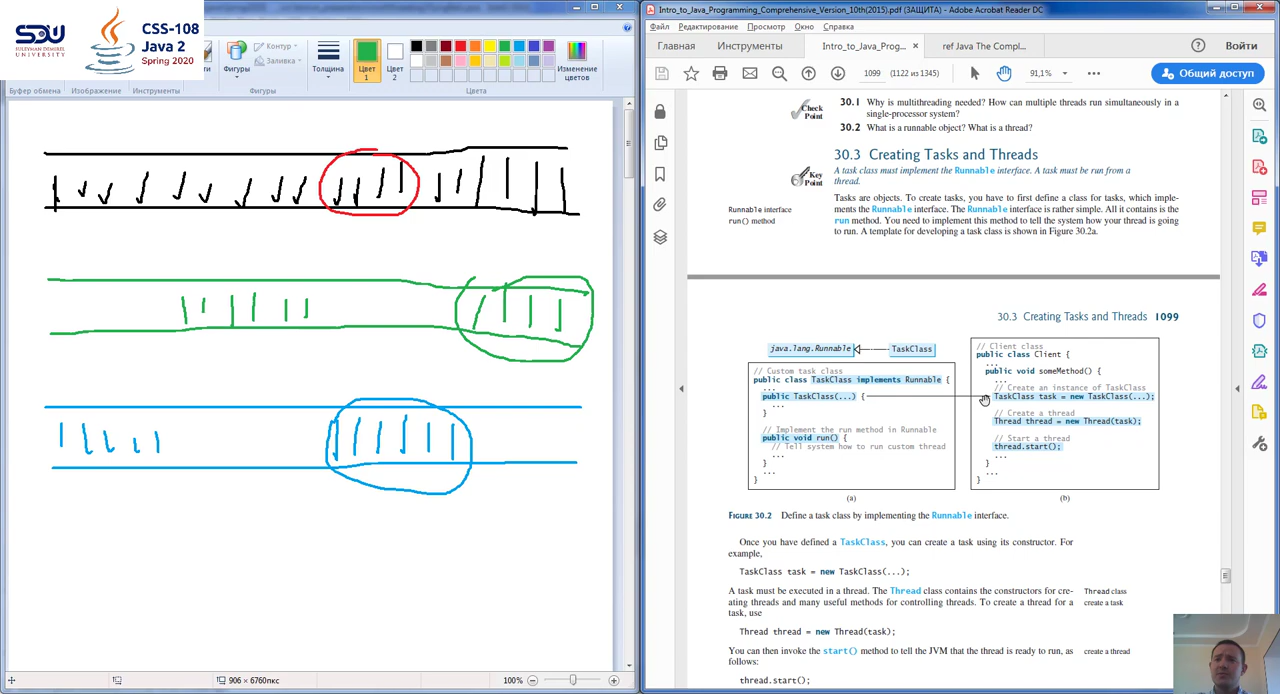 SDU
SULEYMAN DEMIREL
UNIVERSITY
Java
CSS-108
Java 2
Spring 2020
Фигуры
Контур
Заливка
Толщина
Цвет
1
Цвет
2
Изменение
цветов
Буфер обмена
Изображение
Инструменты
Фигуры
Цвета
906 × 6760пкс
100%
Intro_to_Java_Programming_Comprehensive_Version_10th(2015).pdf (ЗАЩИТА) - Adobe Acrobat Reader DC
Файл Редактирование Просмотр Окно Справка
Главная Инструменты Intro_to_Java_Prog... × ref Java The Compl... Войти
1099 (1122 из 1345) 91,1% Общий доступ
Check
Point
30.1 Why is multithreading needed? How can multiple threads run simultaneously in a
single-processor system?
30.2 What is a runnable object? What is a thread?
30.3 Creating Tasks and Threads
Key
Point
A task class must implement the Runnable interface. A task must be run from a
thread.
Runnable interface
run() method
Tasks are objects. To create tasks, you have to first define a class for tasks, which imple-
ments the Runnable interface. The Runnable interface is rather simple. All it contains is the
run method. You need to implement this method to tell the system how your thread is going
to run. A template for developing a task class is shown in Figure 30.2a.
30.3 Creating Tasks and Threads 1099
java.lang.Runnable TaskClass
// Custom task class
public class TaskClass implements Runnable {
...
public TaskClass(...) {
...
}
// Implement the run method in Runnable
public void run() {
// Tell system how to run custom thread
...
}
...
}
(a)
// Client class
public class Client {
...
public void someMethod() {
...
// Create an instance of TaskClass
TaskClass task = new TaskClass(...);
// Create a thread
Thread thread = new Thread(task);
// Start a thread
thread.start();
...
}
...
}
(b)
FIGURE 30.2 Define a task class by implementing the Runnable interface.
Once you have defined a TaskClass, you can create a task using its constructor. For
example,
TaskClass task = new TaskClass(...);
A task must be executed in a thread. The Thread class contains the constructors for cre-
ating threads and many useful methods for controlling threads. To create a thread for a
task, use
Thread class
create a task
Thread thread = new Thread(task);
You can then invoke the start() method to tell the JVM that the thread is ready to run, as
follows:
create a thread
thread.start();